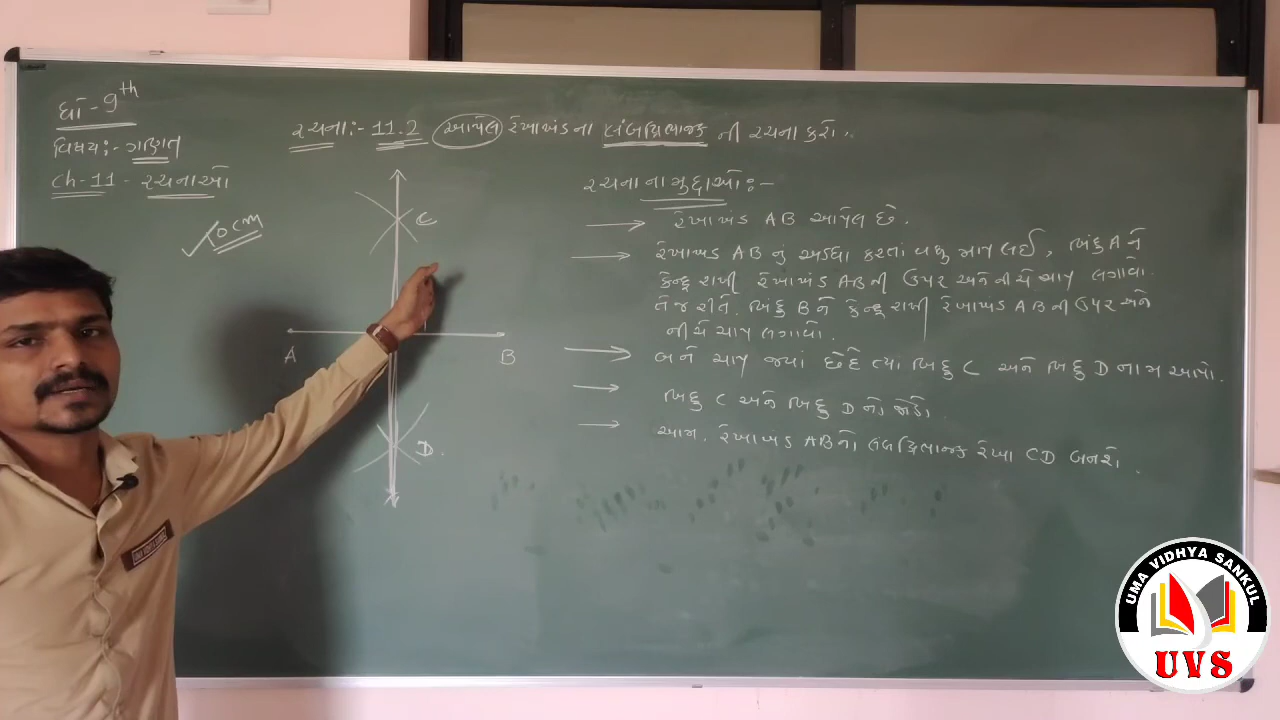 ધો - 9th
વિષય:- ગણિત
Ch-11 - રચનાઓ
રચના:- 11.2 આપેલ રેખાખંડના લંબદ્વિભાજક ની રચના કરો.
10 cm
રચના ના મુદ્દાઓ:-
→ રેખાખંડ AB આપેલ છે.
→ રેખાખંડ AB નું અડધા કરતાં વધુ માપ લઈ, બિંદુ A ને
કેન્દ્ર રાખી રેખાખંડ AB ની ઉપર અને નીચે ચાપ લગાવો.
તે જ રીતે. બિંદુ B ને કેન્દ્ર રાખી રેખાખંડ AB ની ઉપર અને
નીચે ચાપ લગાવો.
→ બંને ચાપ જ્યાં છેદે ત્યાં બિંદુ C અને બિંદુ D નામ આપો.
→ બિંદુ C અને બિંદુ D ને જોડો.
→ આમ. રેખાખંડ AB નો લંબદ્વિભાજક રેખા CD બનશે.
C
A B
D.
UMA VIDHYA SANKUL
UVS